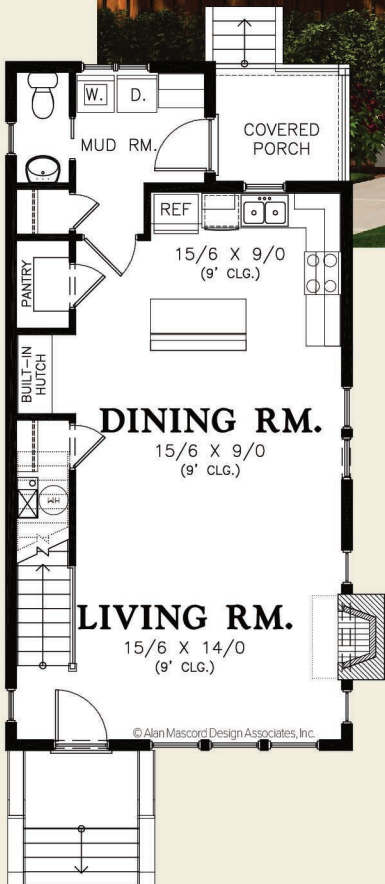 W.
D.
MUD RM.
COVERED
PORCH
REF
15/6 X 9/0
(9' CLG.)
PANTRY
BUILT-IN
HUTCH
DINING RM.
15/6 X 9/0
(9' CLG.)
WH
LIVING RM.
15/6 X 14/0
(9' CLG.)
© Alan Mascord Design Associates, Inc.